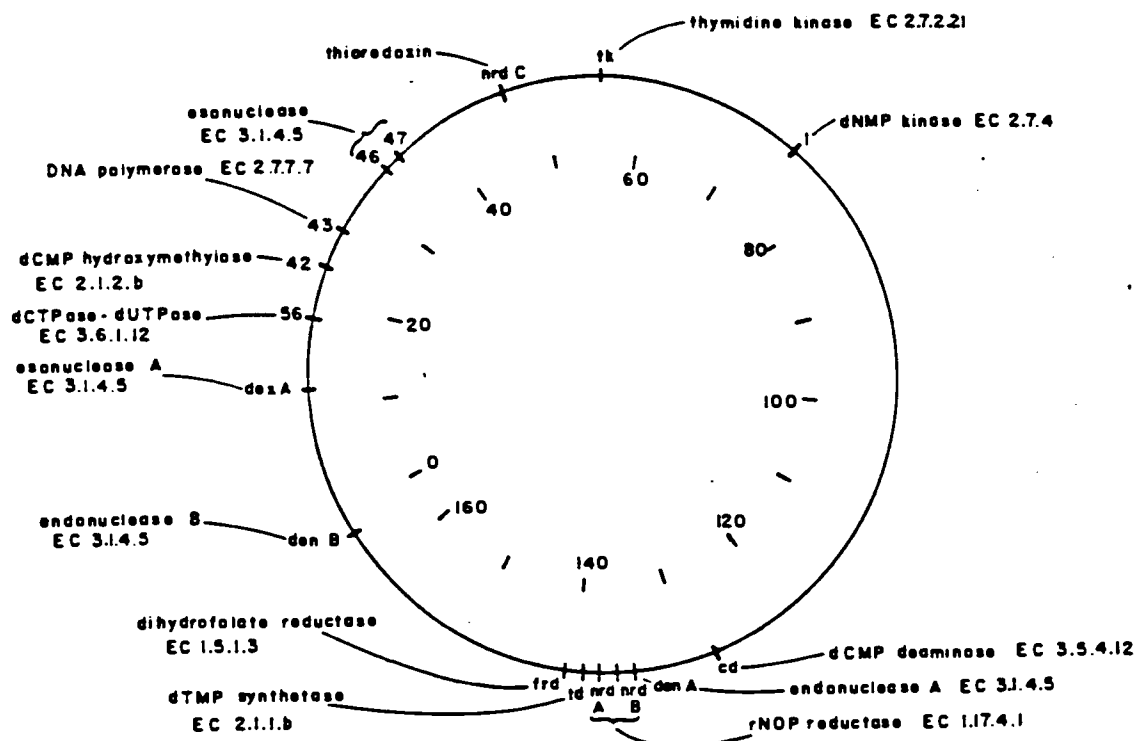 thymidine kinase EC 2.7.2.21
tk
thioredoxin
nrd C
exonuclease
EC 3.1.4.5
47
46
1
dNMP kinase EC 2.7.4
DNA polymerase EC 2.7.7.7
43
60
40
80
dCMP hydroxymethylase
EC 2.1.2.b
42
dCTPase - dUTPase
EC 3.6.1.12
56
20
exonuclease A
EC 3.1.4.5
dexA
100
0
160
endonuclease B
EC 3.1.4.5
den B
120
140
dihydrofolate reductase
EC 1.5.1.3
frd
td
nrd
A
nrd
B
den A
cd
dCMP deaminase EC 3.5.4.12
endonuclease A EC 3.1.4.5
dTMP synthetase
EC 2.1.1.b
rNDP reductase EC 1.17.4.1